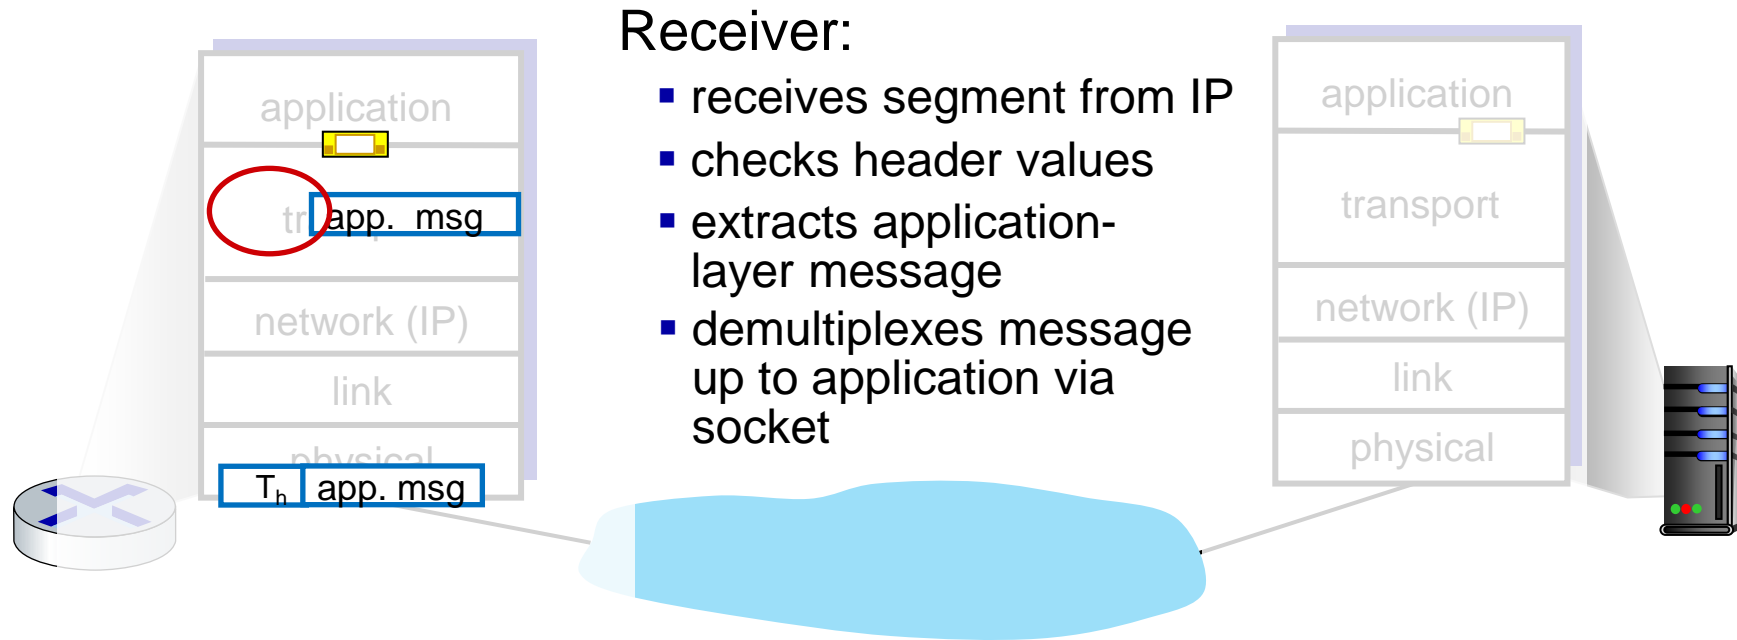 Receiver:
receives segment from IP
checks header values
extracts application-
layer message
demultiplexes message
up to application via
socket
application
app. msg
network (IP)
link
physical
Th app. msg
application
transport
network (IP)
link
physical